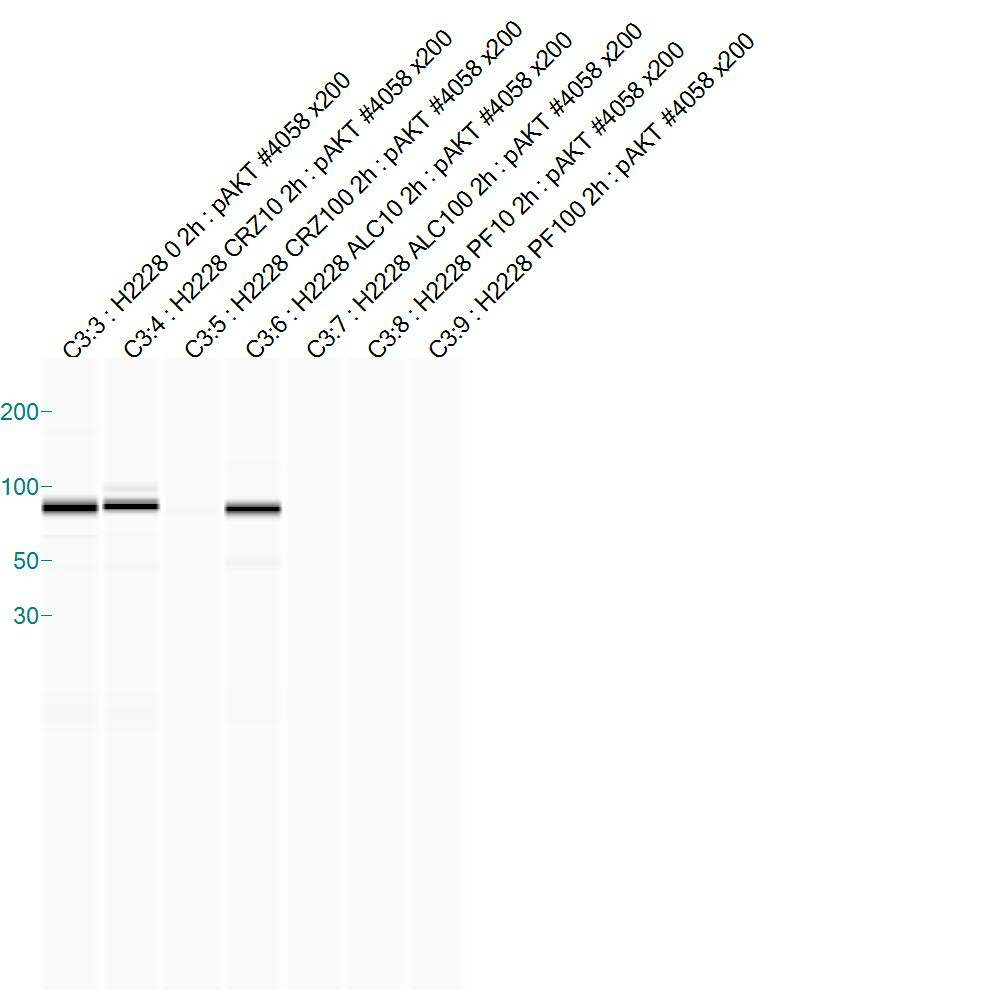 C3:3 : H2228 0 2h : pAKT #4058 x200
C3:4 : H2228 CRZ10 2h : pAKT #4058 x200
C3:5 : H2228 CRZ100 2h : pAKT #4058 x200
C3:6 : H2228 ALC10 2h : pAKT #4058 x200
C3:7 : H2228 ALC100 2h : pAKT #4058 x200
C3:8 : H2228 PF10 2h : pAKT #4058 x200
C3:9 : H2228 PF100 2h : pAKT #4058 x200
200
100
50
30